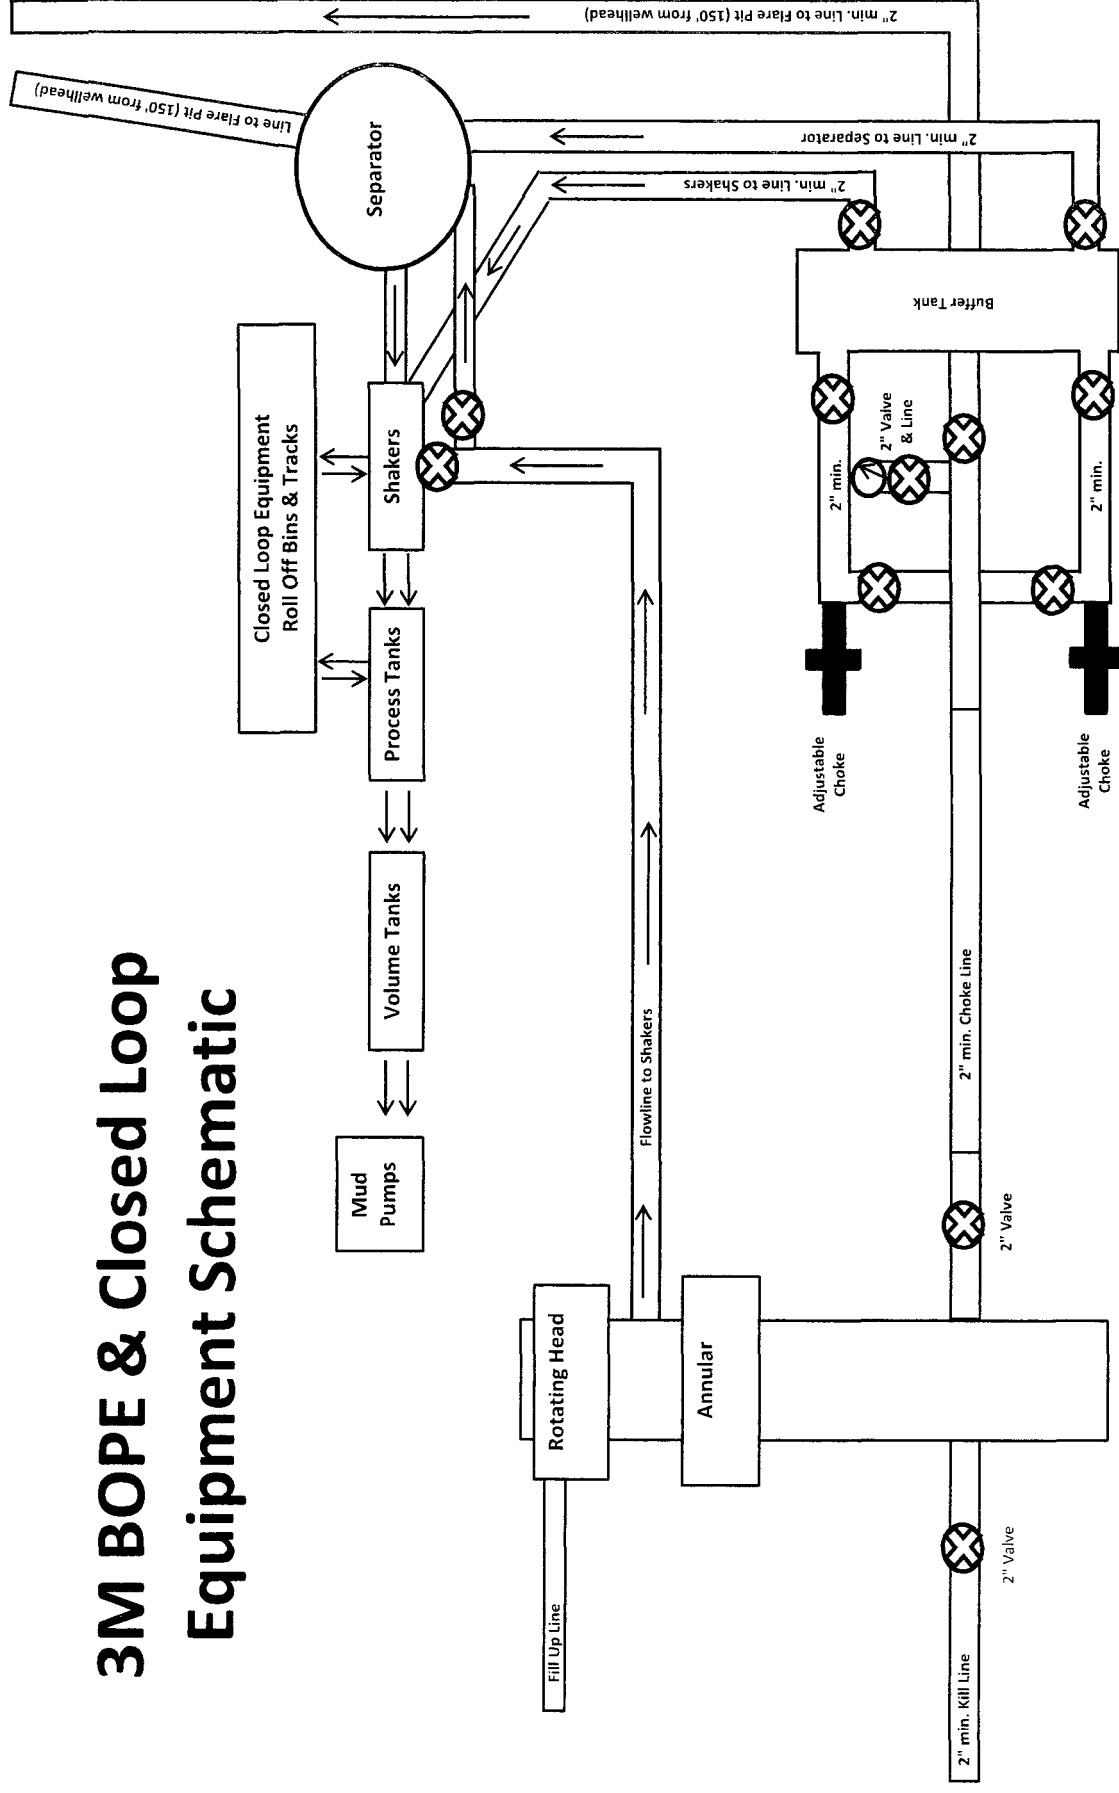 3M BOPE & Closed Loop
Equipment Schematic
Closed Loop Equipment
Roll Off Bins & Tracks
Mud
Pumps
Volume Tanks
Process Tanks
Shakers
Separator
Line to Flare Pit (150' from wellhead)
2" min. Line to Flare Pit (150' from wellhead)
2" min. Line to Separator
2" min. Line to Shakers
Fill Up Line
Rotating Head
Annular
Flowline to Shakers
2" min. Kill Line
2" Valve
2" Valve
2" min. Choke Line
Adjustable
Choke
Adjustable
Choke
2" min.
2" min.
2" Valve
& Line
Buffer Tank